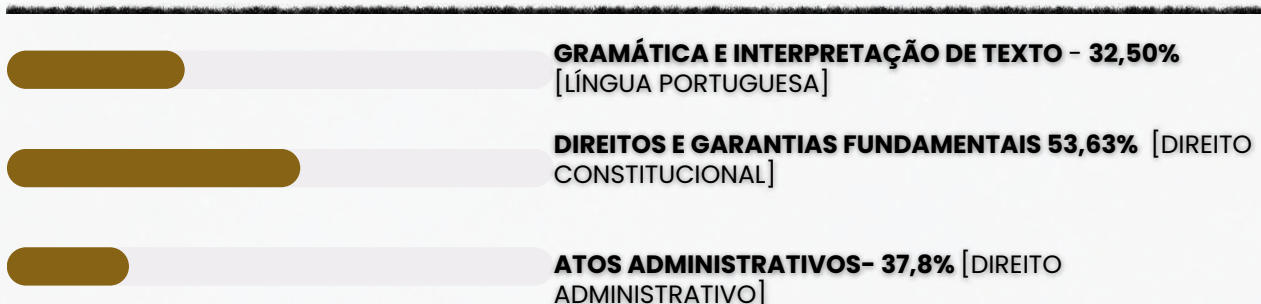 GRAMÁTICA E INTERPRETAÇÃO DE TEXTO - 32,50%
[LÍNGUA PORTUGUESA]
DIREITOS E GARANTIAS FUNDAMENTAIS 53,63% [DIREITO
CONSTITUCIONAL]
ATOS ADMINISTRATIVOS- 37,8% [DIREITO
ADMINISTRATIVO]